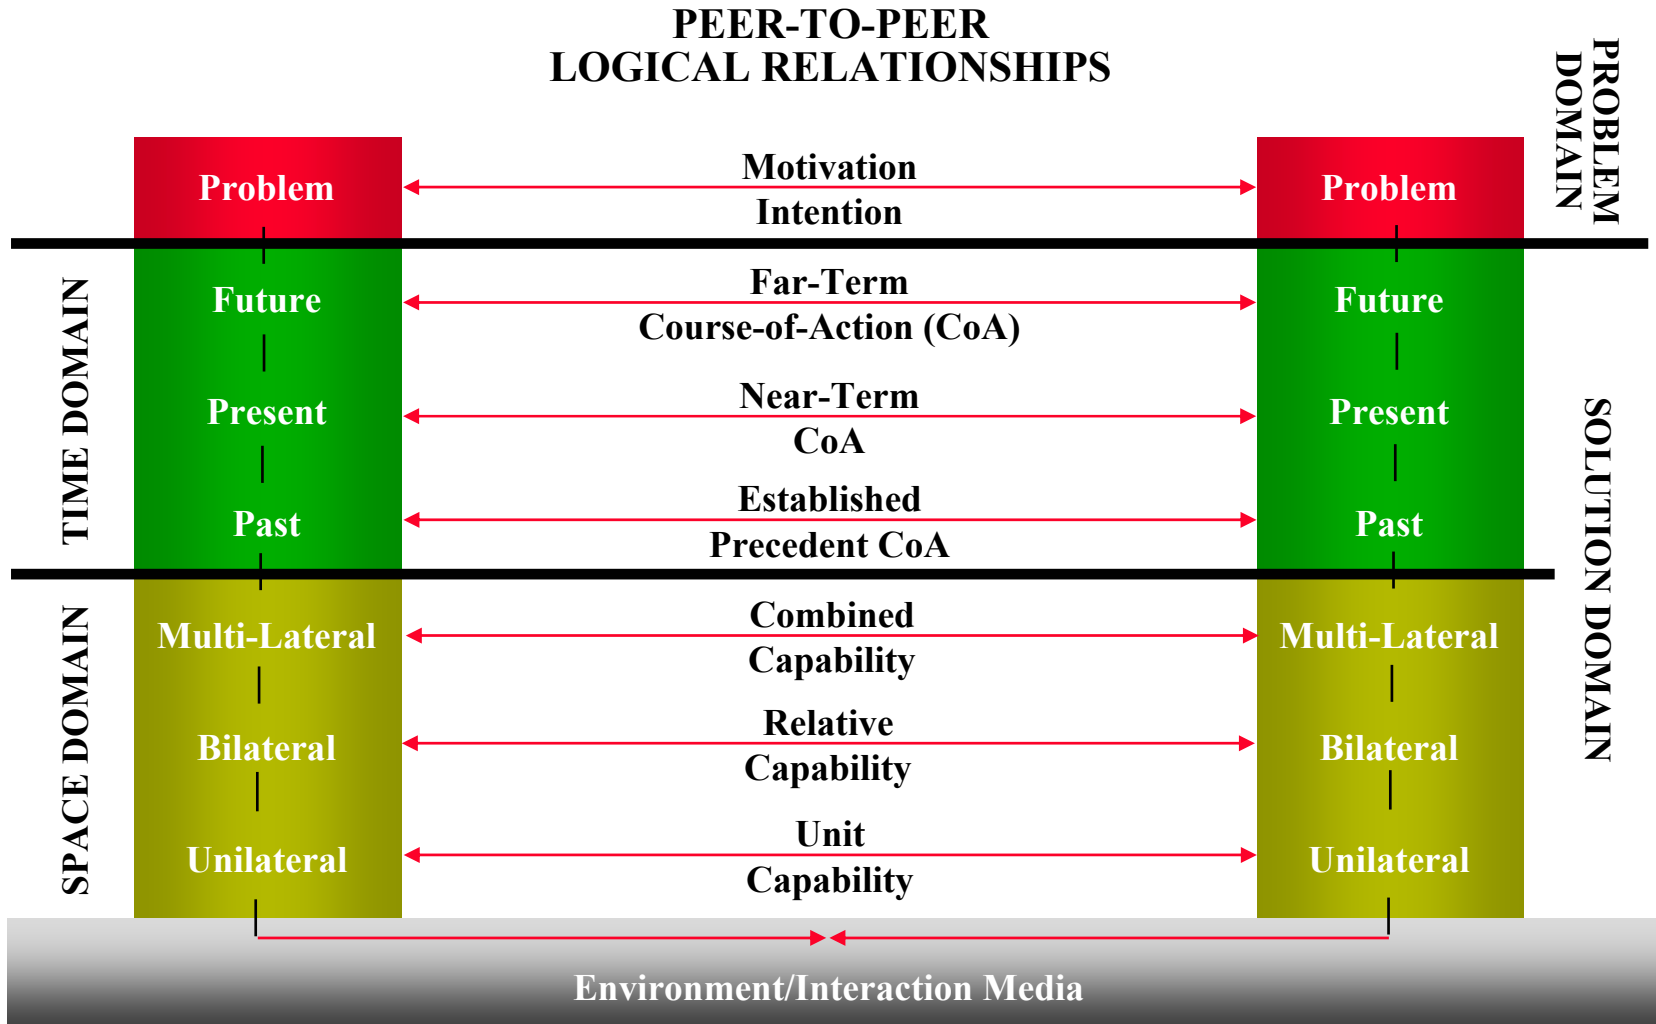 PEER-TO-PEER
LOGICAL RELATIONSHIPS
PROBLEM
DOMAIN
Problem
Motivation
Intention
Problem
TIME DOMAIN
Future
Far-Term
Course-of-Action (CoA)
Future
Present
Near-Term
CoA
Present
Past
Established
Precedent CoA
Past
SOLUTION DOMAIN
SPACE DOMAIN
Multi-Lateral
Combined
Capability
Multi-Lateral
Bilateral
Relative
Capability
Bilateral
Unilateral
Unit
Capability
Unilateral
Environment/Interaction Media